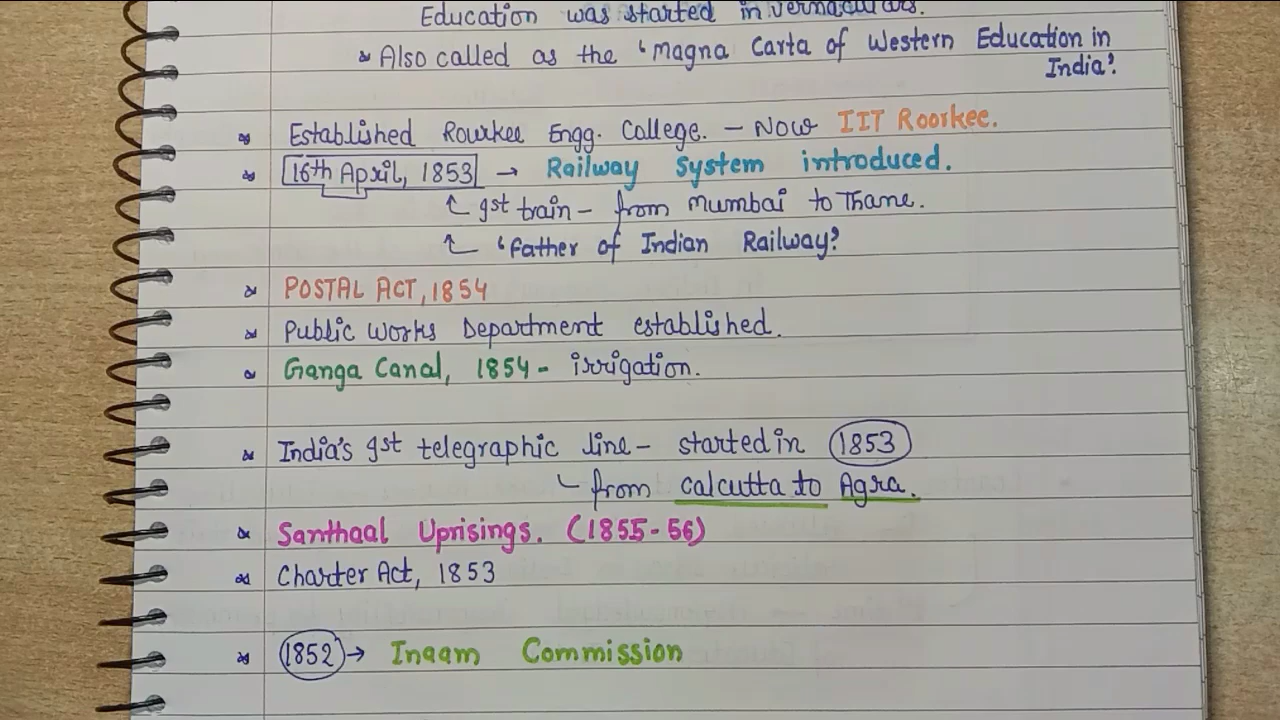 Education was started in vernaculars.
Also called as the 'Magna Carta of Western Education in
India'.
Established Rourkee Engg. College. - Now IIT Roorkee.
16th April, 1853 → Railway System introduced.
1st train - from Mumbai to Thane.
'Father of Indian Railway'
POSTAL ACT, 1854
Public Works Department established.
Ganga Canal, 1854 - irrigation.
India's 1st telegraphic line - started in 1853
from Calcutta to Agra.
Santhaal Uprisings. (1855-56)
Charter Act, 1853
1852 → Inaam Commission